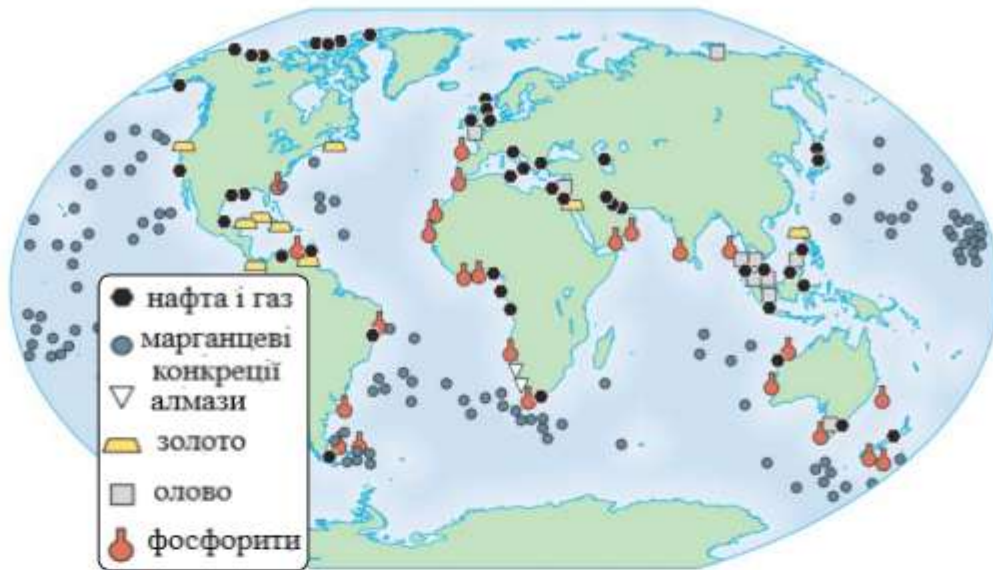 нафта і газ
марганцеві
конкреції
алмази
золото
олово
фосфорити